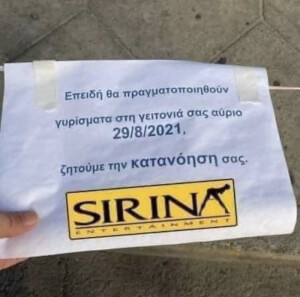 Επειδή θα πραγματοποιηθούν
γυρίσματα στη γειτονιά σας αύριο
29/8/2021,
ζητούμε την κατανόηση σας.
SIRINA
ENTERTAINMENT